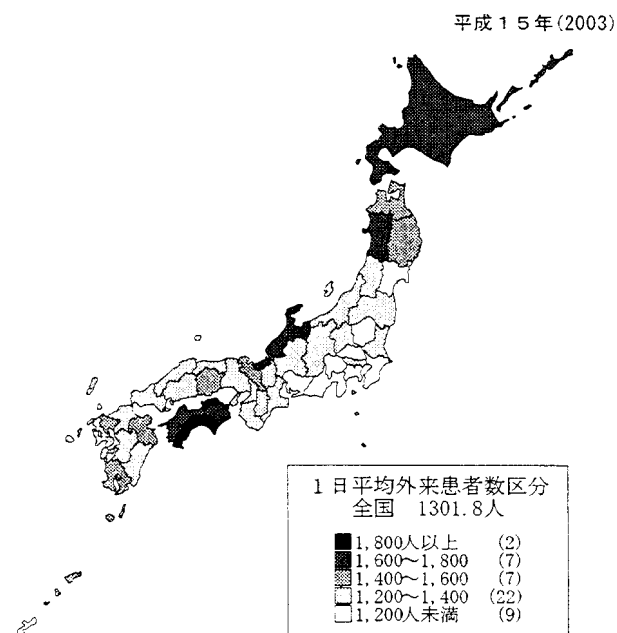 平成１５年(2003)
１日平均外来患者数区分
全国 1301.8人
1,800人以上 (2)
1,600～1,800 (7)
1,400～1,600 (7)
1,200～1,400 (22)
1,200人未満 (9)